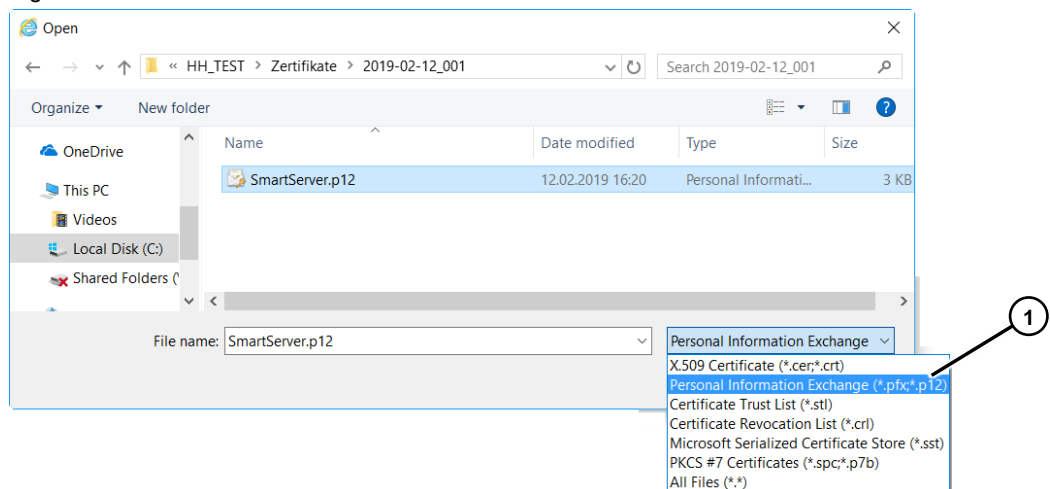 Open
« HH_TEST > Zertifikate > 2019-02-12_001
Search 2019-02-12_001
Organize
New folder
Name
Date modified
Type
Size
OneDrive
SmartServer.p12
12.02.2019 16:20
Personal Informati...
3 KB
This PC
Videos
Local Disk (C:)
Shared Folders (\
1
File name:
SmartServer.p12
Personal Information Exchange
X.509 Certificate (*.cer;*.crt)
Personal Information Exchange (*.pfx;*.p12)
Certificate Trust List (*.stl)
Certificate Revocation List (*.crl)
Microsoft Serialized Certificate Store (*.sst)
PKCS #7 Certificates (*.spc;*.p7b)
All Files (*.*)